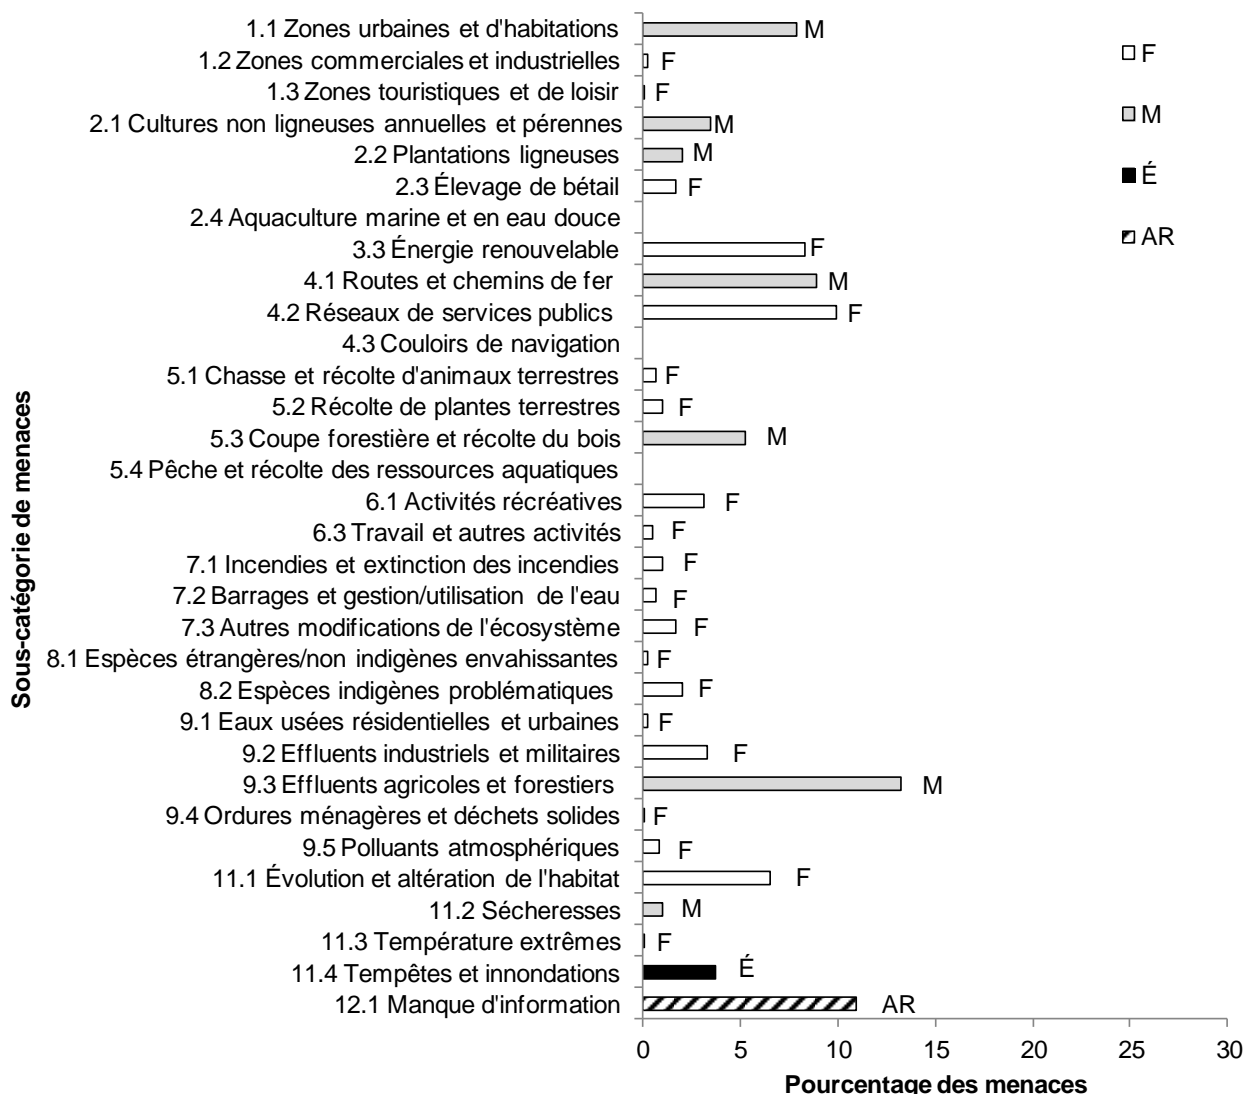 1.1 Zones urbaines et d'habitations M
1.2 Zones commerciales et industrielles F
1.3 Zones touristiques et de loisir F
2.1 Cultures non ligneuses annuelles et pérennes M
2.2 Plantations ligneuses M
2.3 Élevage de bétail F
2.4 Aquaculture marine et en eau douce
3.3 Énergie renouvelable F
4.1 Routes et chemins de fer M
4.2 Réseaux de services publics F
4.3 Couloirs de navigation
5.1 Chasse et récolte d'animaux terrestres F
5.2 Récolte de plantes terrestres F
5.3 Coupe forestière et récolte du bois M
5.4 Pêche et récolte des ressources aquatiques
6.1 Activités récréatives F
6.3 Travail et autres activités F
7.1 Incendies et extinction des incendies F
7.2 Barrages et gestion/utilisation de l'eau F
7.3 Autres modifications de l'écosystème F
8.1 Espèces étrangères/non indigènes envahissantes F
8.2 Espèces indigènes problématiques F
9.1 Eaux usées résidentielles et urbaines F
9.2 Effluents industriels et militaires F
9.3 Effluents agricoles et forestiers M
9.4 Ordures ménagères et déchets solides F
9.5 Polluants atmosphériques F
11.1 Évolution et altération de l'habitat F
11.2 Sécheresses M
11.3 Température extrêmes F
11.4 Tempêtes et innondations É
12.1 Manque d'information AR
Sous-catégorie de menaces
0 5 10 15 20 25 30
Pourcentage des menaces
F
M
É
AR